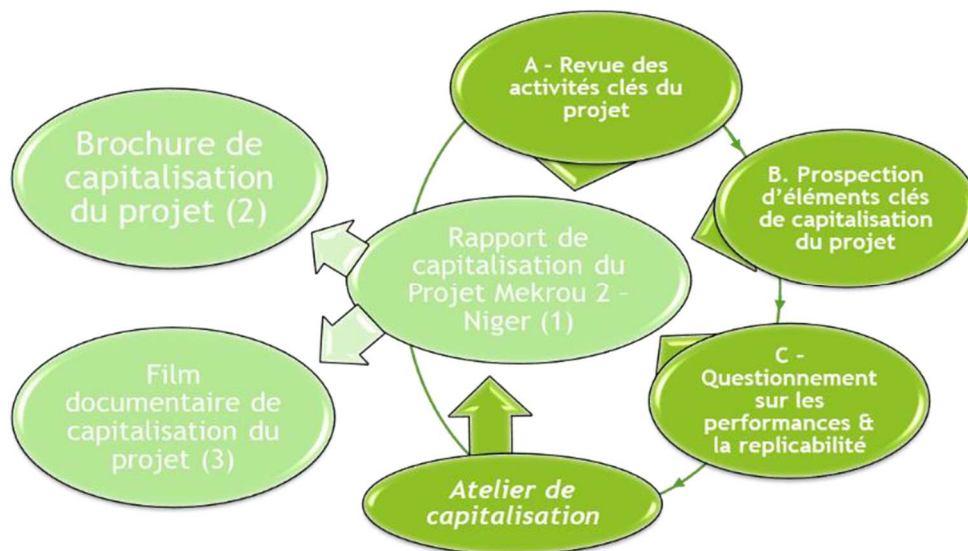 A - Revue des
activités clés du
projet
Brochure de
capitalisation
du projet (2)
B. Prospection
d'éléments clés
de capitalisation
du projet
Rapport de
capitalisation du
Projet Mekrou 2 –
Niger (1)
C -
Questionnement
sur les
performances &
la replicabilité
Film
documentaire de
capitalisation du
projet (3)
Atelier de
capitalisation